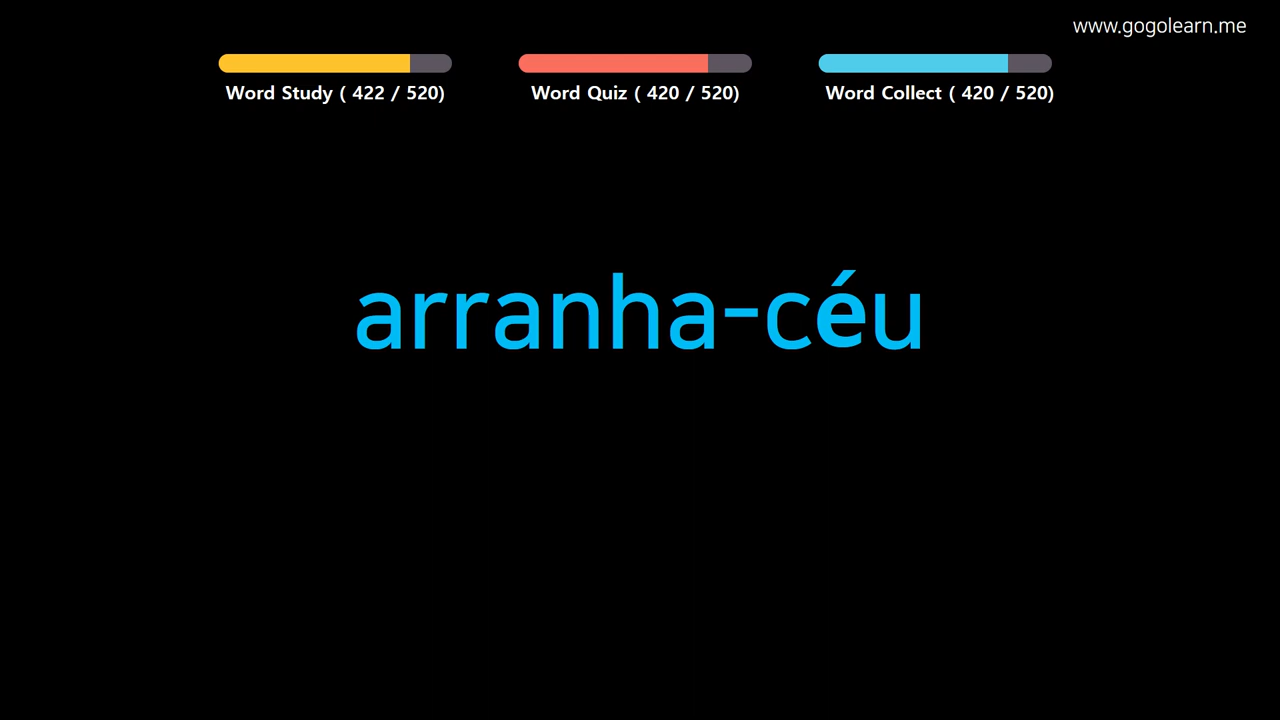 www.gogolearn.me
Word Study ( 422 / 520)
Word Quiz ( 420 / 520)
Word Collect ( 420 / 520)
arranha-céu